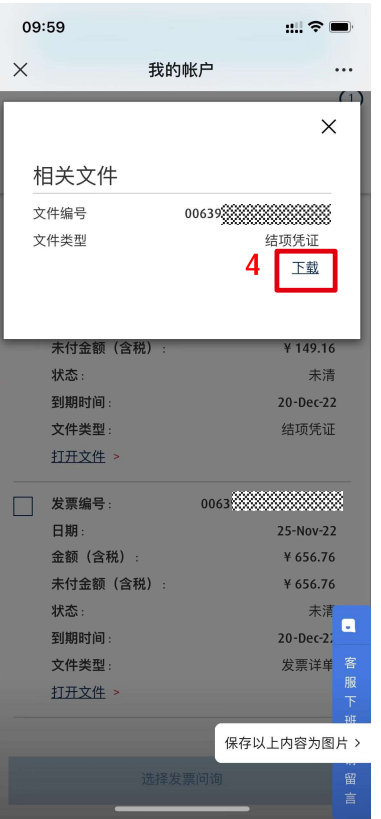 09:59
我的帐户
(1)
相关文件
文件编号 00639
文件类型 结项凭证
4 下载
未付金额（含税）: ¥ 149.16
状态: 未清
到期时间: 20-Dec-22
文件类型: 结项凭证
打开文件 >
发票编号: 0063
日期: 25-Nov-22
金额（含税）: ¥ 656.76
未付金额（含税）: ¥ 656.76
状态: 未清
到期时间: 20-Dec-2
文件类型: 发票详单
打开文件 >
客
服
下
班
留
言
保存以上内容为图片 >
选择发票问询